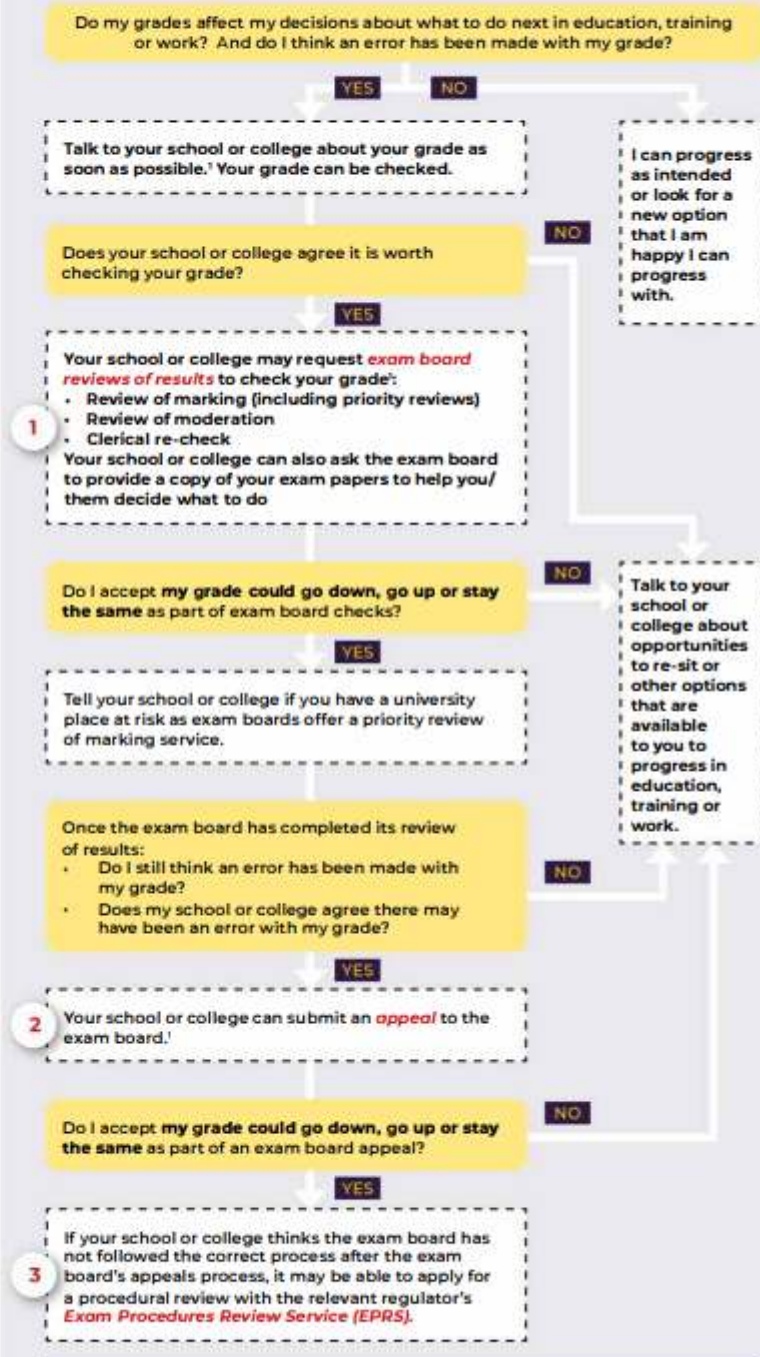 Do my grades affect my decisions about what to do next in education, training
or work? And do I think an error has been made with my grade?
YES
NO
Talk to your school or college about your grade as
soon as possible.¹ Your grade can be checked.
I can progress
as intended
or look for a
new option
that I am
happy I can
progress
with.
Does your school or college agree it is worth
checking your grade?
NO
YES
1
Your school or college may request exam board
reviews of results to check your grade¹:
• Review of marking (including priority reviews)
• Review of moderation
• Clerical re-check
Your school or college can also ask the exam board
to provide a copy of your exam papers to help you/
them decide what to do
Do I accept my grade could go down, go up or stay
the same as part of exam board checks?
NO
YES
Talk to your
school or
college about
opportunities
to re-sit or
other options
that are
available
to you to
progress in
education,
training or
work.
Tell your school or college if you have a university
place at risk as exam boards offer a priority review
of marking service.
Once the exam board has completed its review
of results:
• Do I still think an error has been made with
my grade?
• Does my school or college agree there may
have been an error with my grade?
NO
YES
2
Your school or college can submit an appeal to the
exam board.¹
Do I accept my grade could go down, go up or stay
the same as part of an exam board appeal?
NO
YES
3
If your school or college thinks the exam board has
not followed the correct process after the exam
board's appeals process, it may be able to apply for
a procedural review with the relevant regulator's
Exam Procedures Review Service (EPRS).